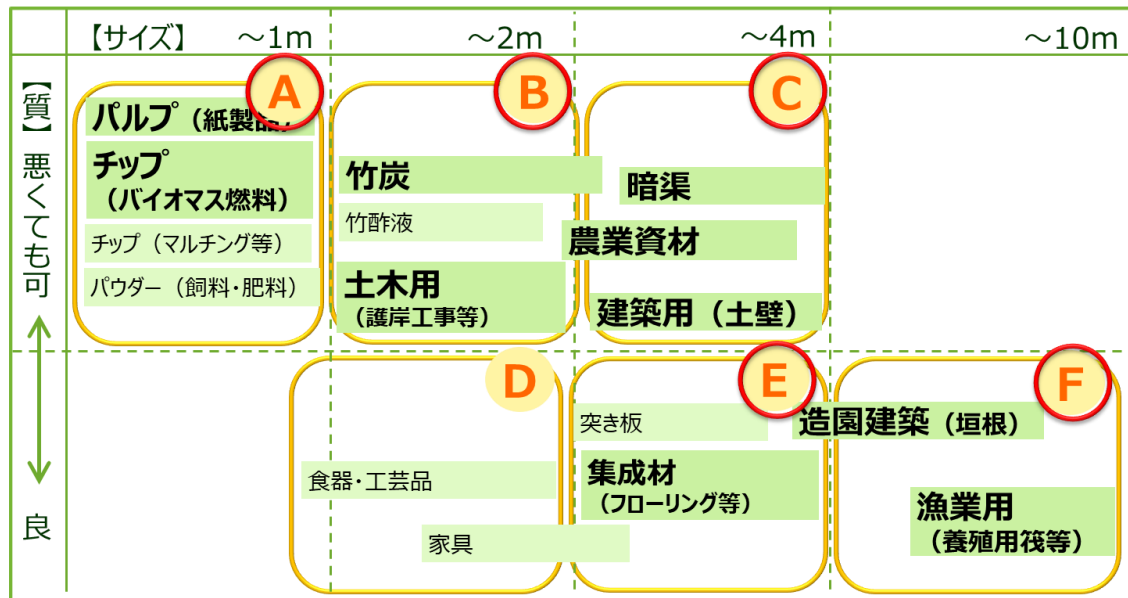 【サイズ】 ～1m ～2m ～4m ～10m
【質】悪くても可
良
A
パルプ（紙製品）
チップ
（バイオマス燃料）
チップ（マルチング等）
パウダー（飼料・肥料）
B
竹炭
竹酢液
土木用
（護岸工事等）
C
暗渠
農業資材
建築用（土壁）
D
食器・工芸品
家具
E
突き板
集成材
（フローリング等）
F
造園建築（垣根）
漁業用
（養殖用筏等）